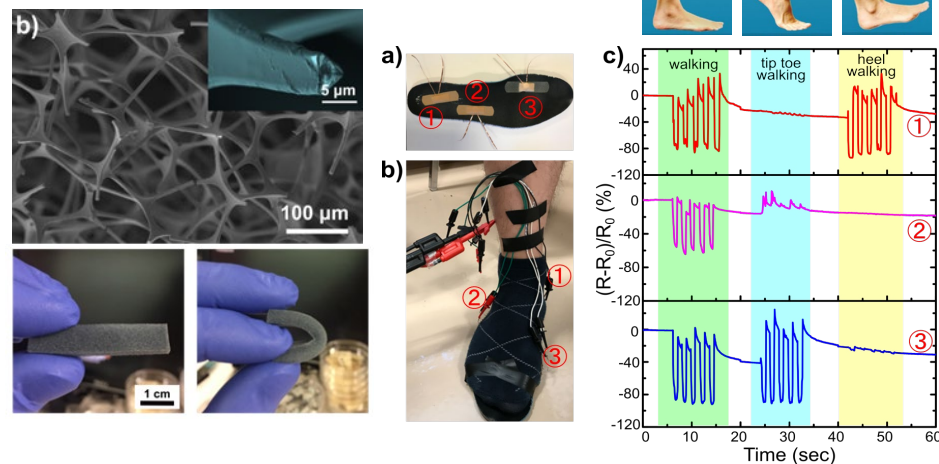 b)
5 µm
100 µm
1 cm
a)
①
②
③
b)
①
②
③
c)
walking
tip toe
walking
heel
walking
(R-R0)/R0 (%)
40
0
-40
-80
-120
①
0
-40
-80
-120
②
0
-40
-80
-120
③
0 10 20 30 40 50 60
Time (sec)